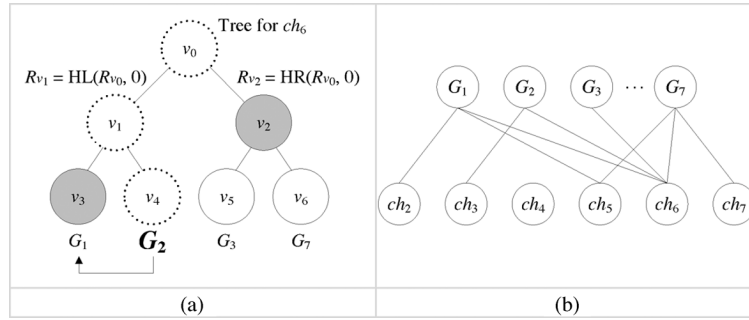 Tree for ch6
v0
Rv1 = HL(Rv0, 0)
Rv2 = HR(Rv0, 0)
v1
v2
v3
v4
v5
v6
G1
G2
G3
G7
(a)
G1
G2
G3
...
G7
ch2
ch3
ch4
ch5
ch6
ch7
(b)